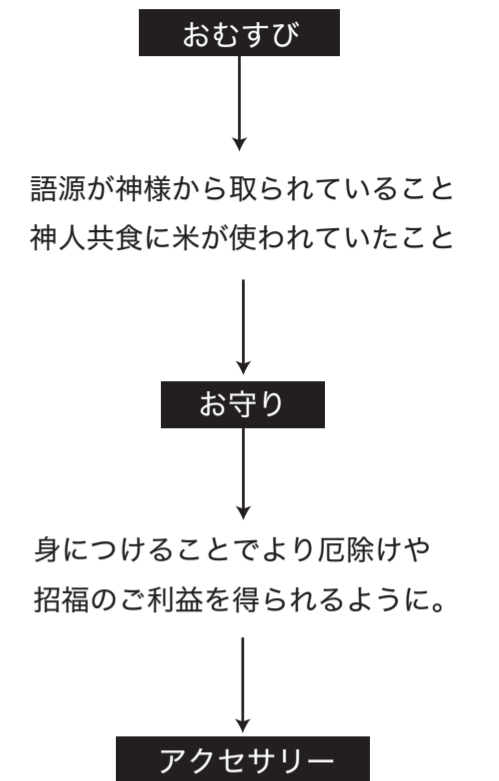 おむすび
語源が神様から取られていること
神人共食に米が使われていたこと
お守り
身につけることでより厄除けや
招福のご利益を得られるように。
アクセサリー